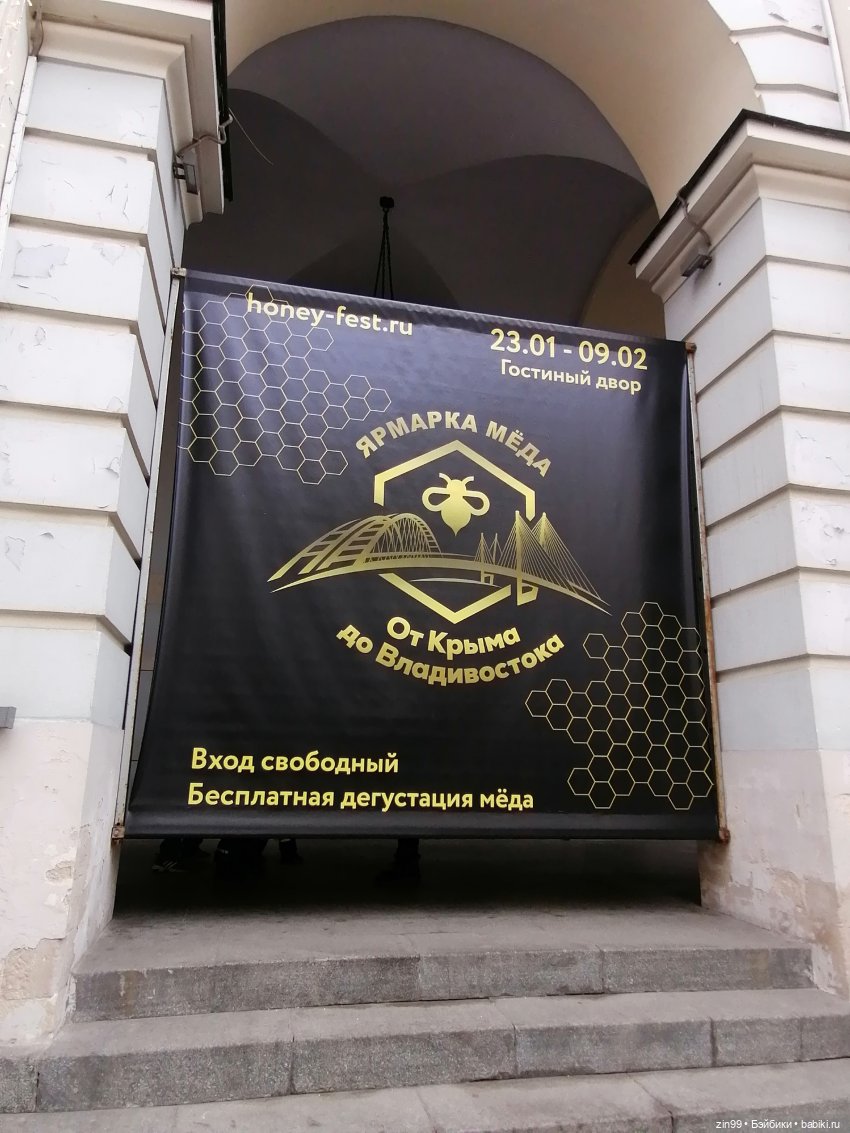 honey-fest.ru
23.01 - 09.02
Гостиный двор
ЯРМАРКА МЁДА
От Крыма
до Владивостока
Вход свободный
Бесплатная дегустация мёда
zin99 • Бэйбики • babiki.ru